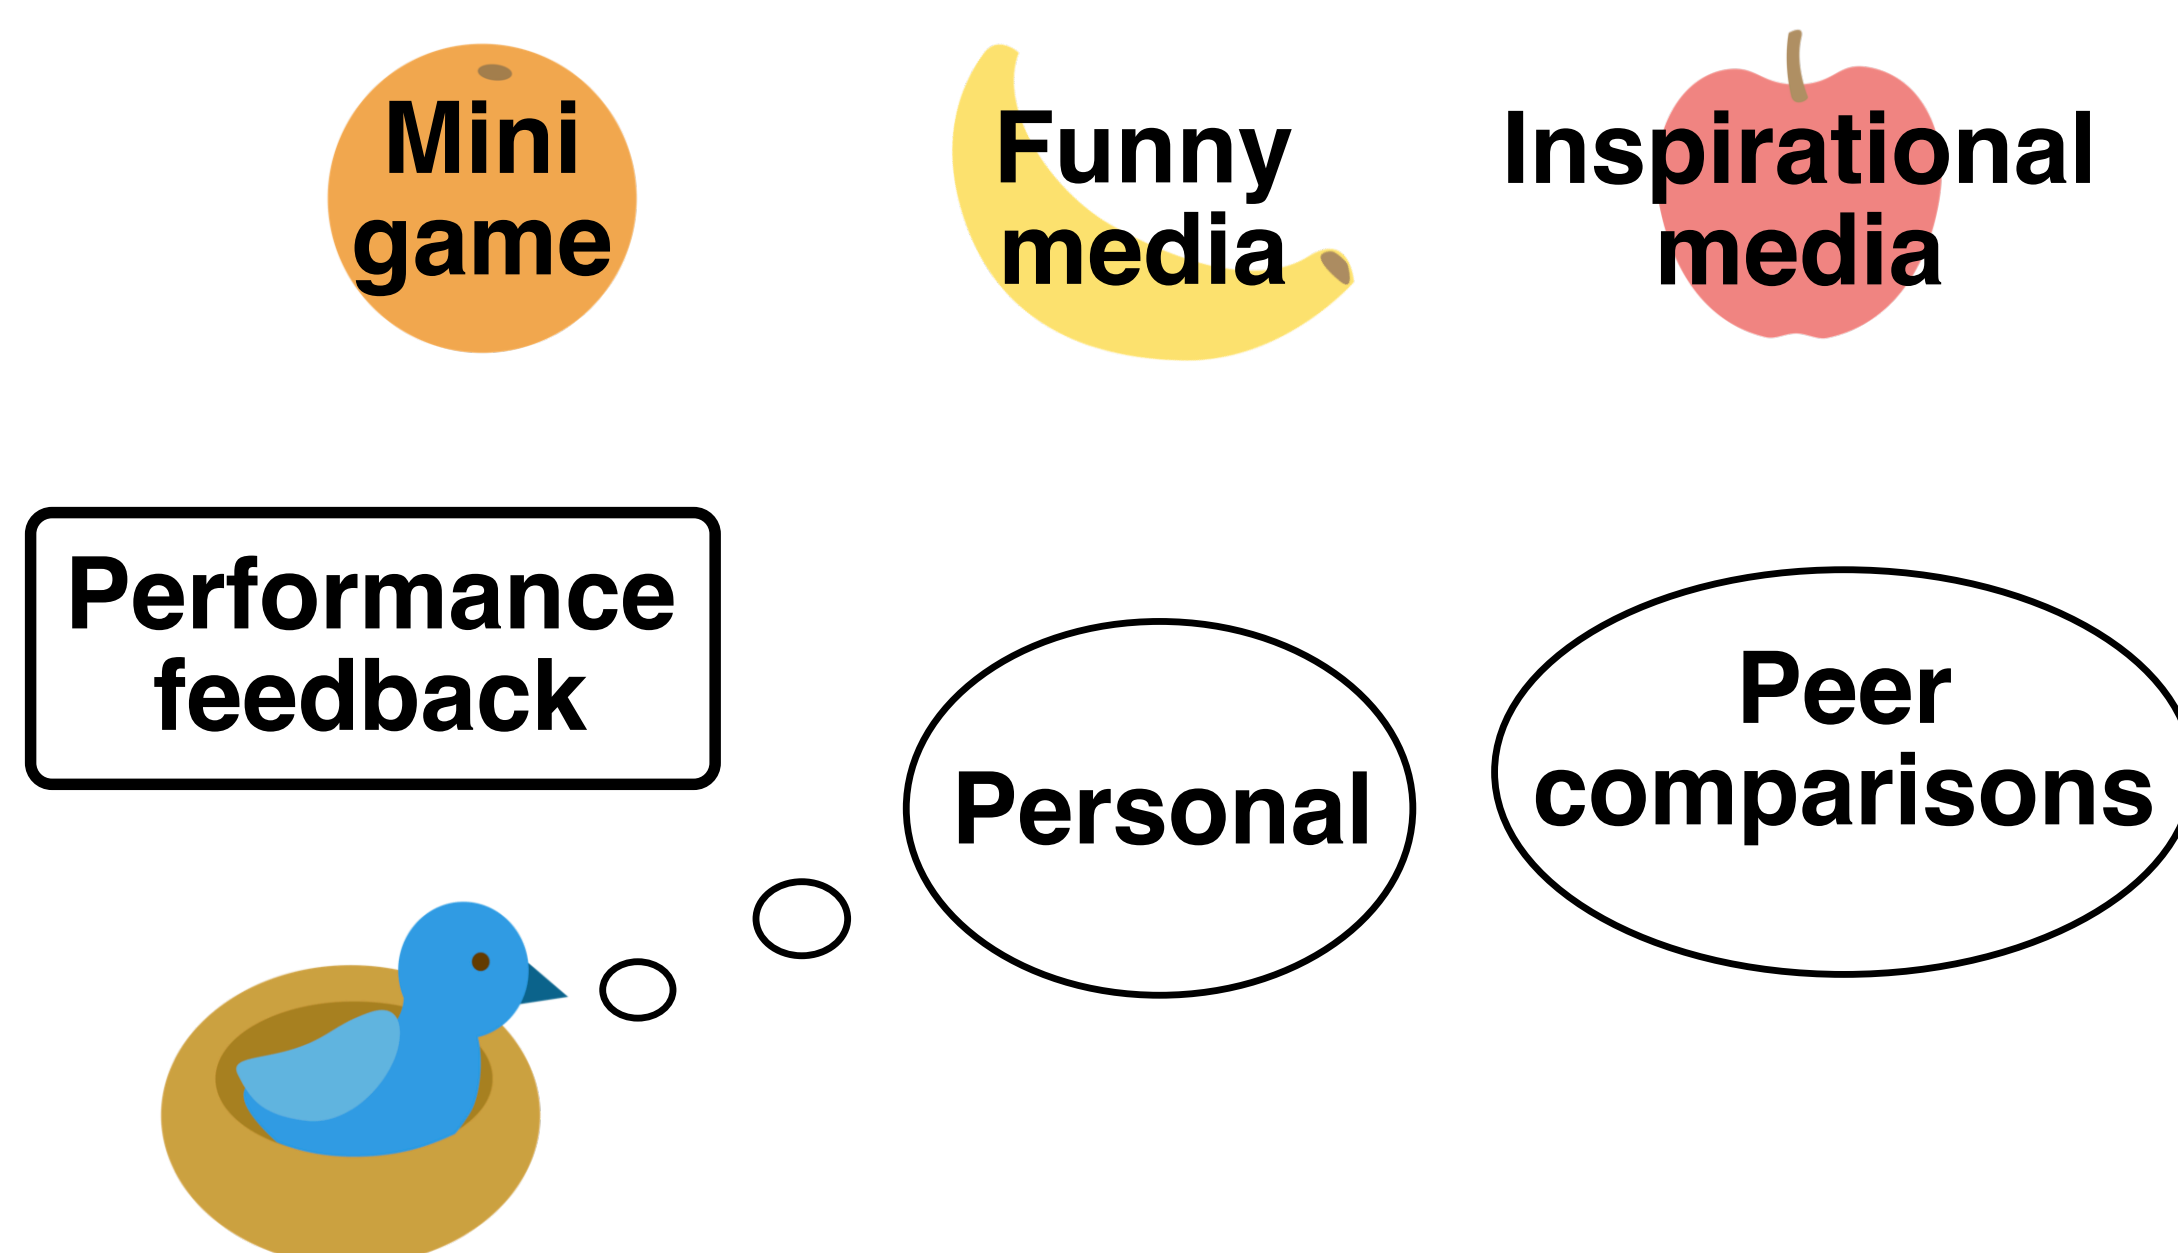 Mini
game
Funny
media
Inspirational
media
Performance
feedback
Personal
Peer
comparisons